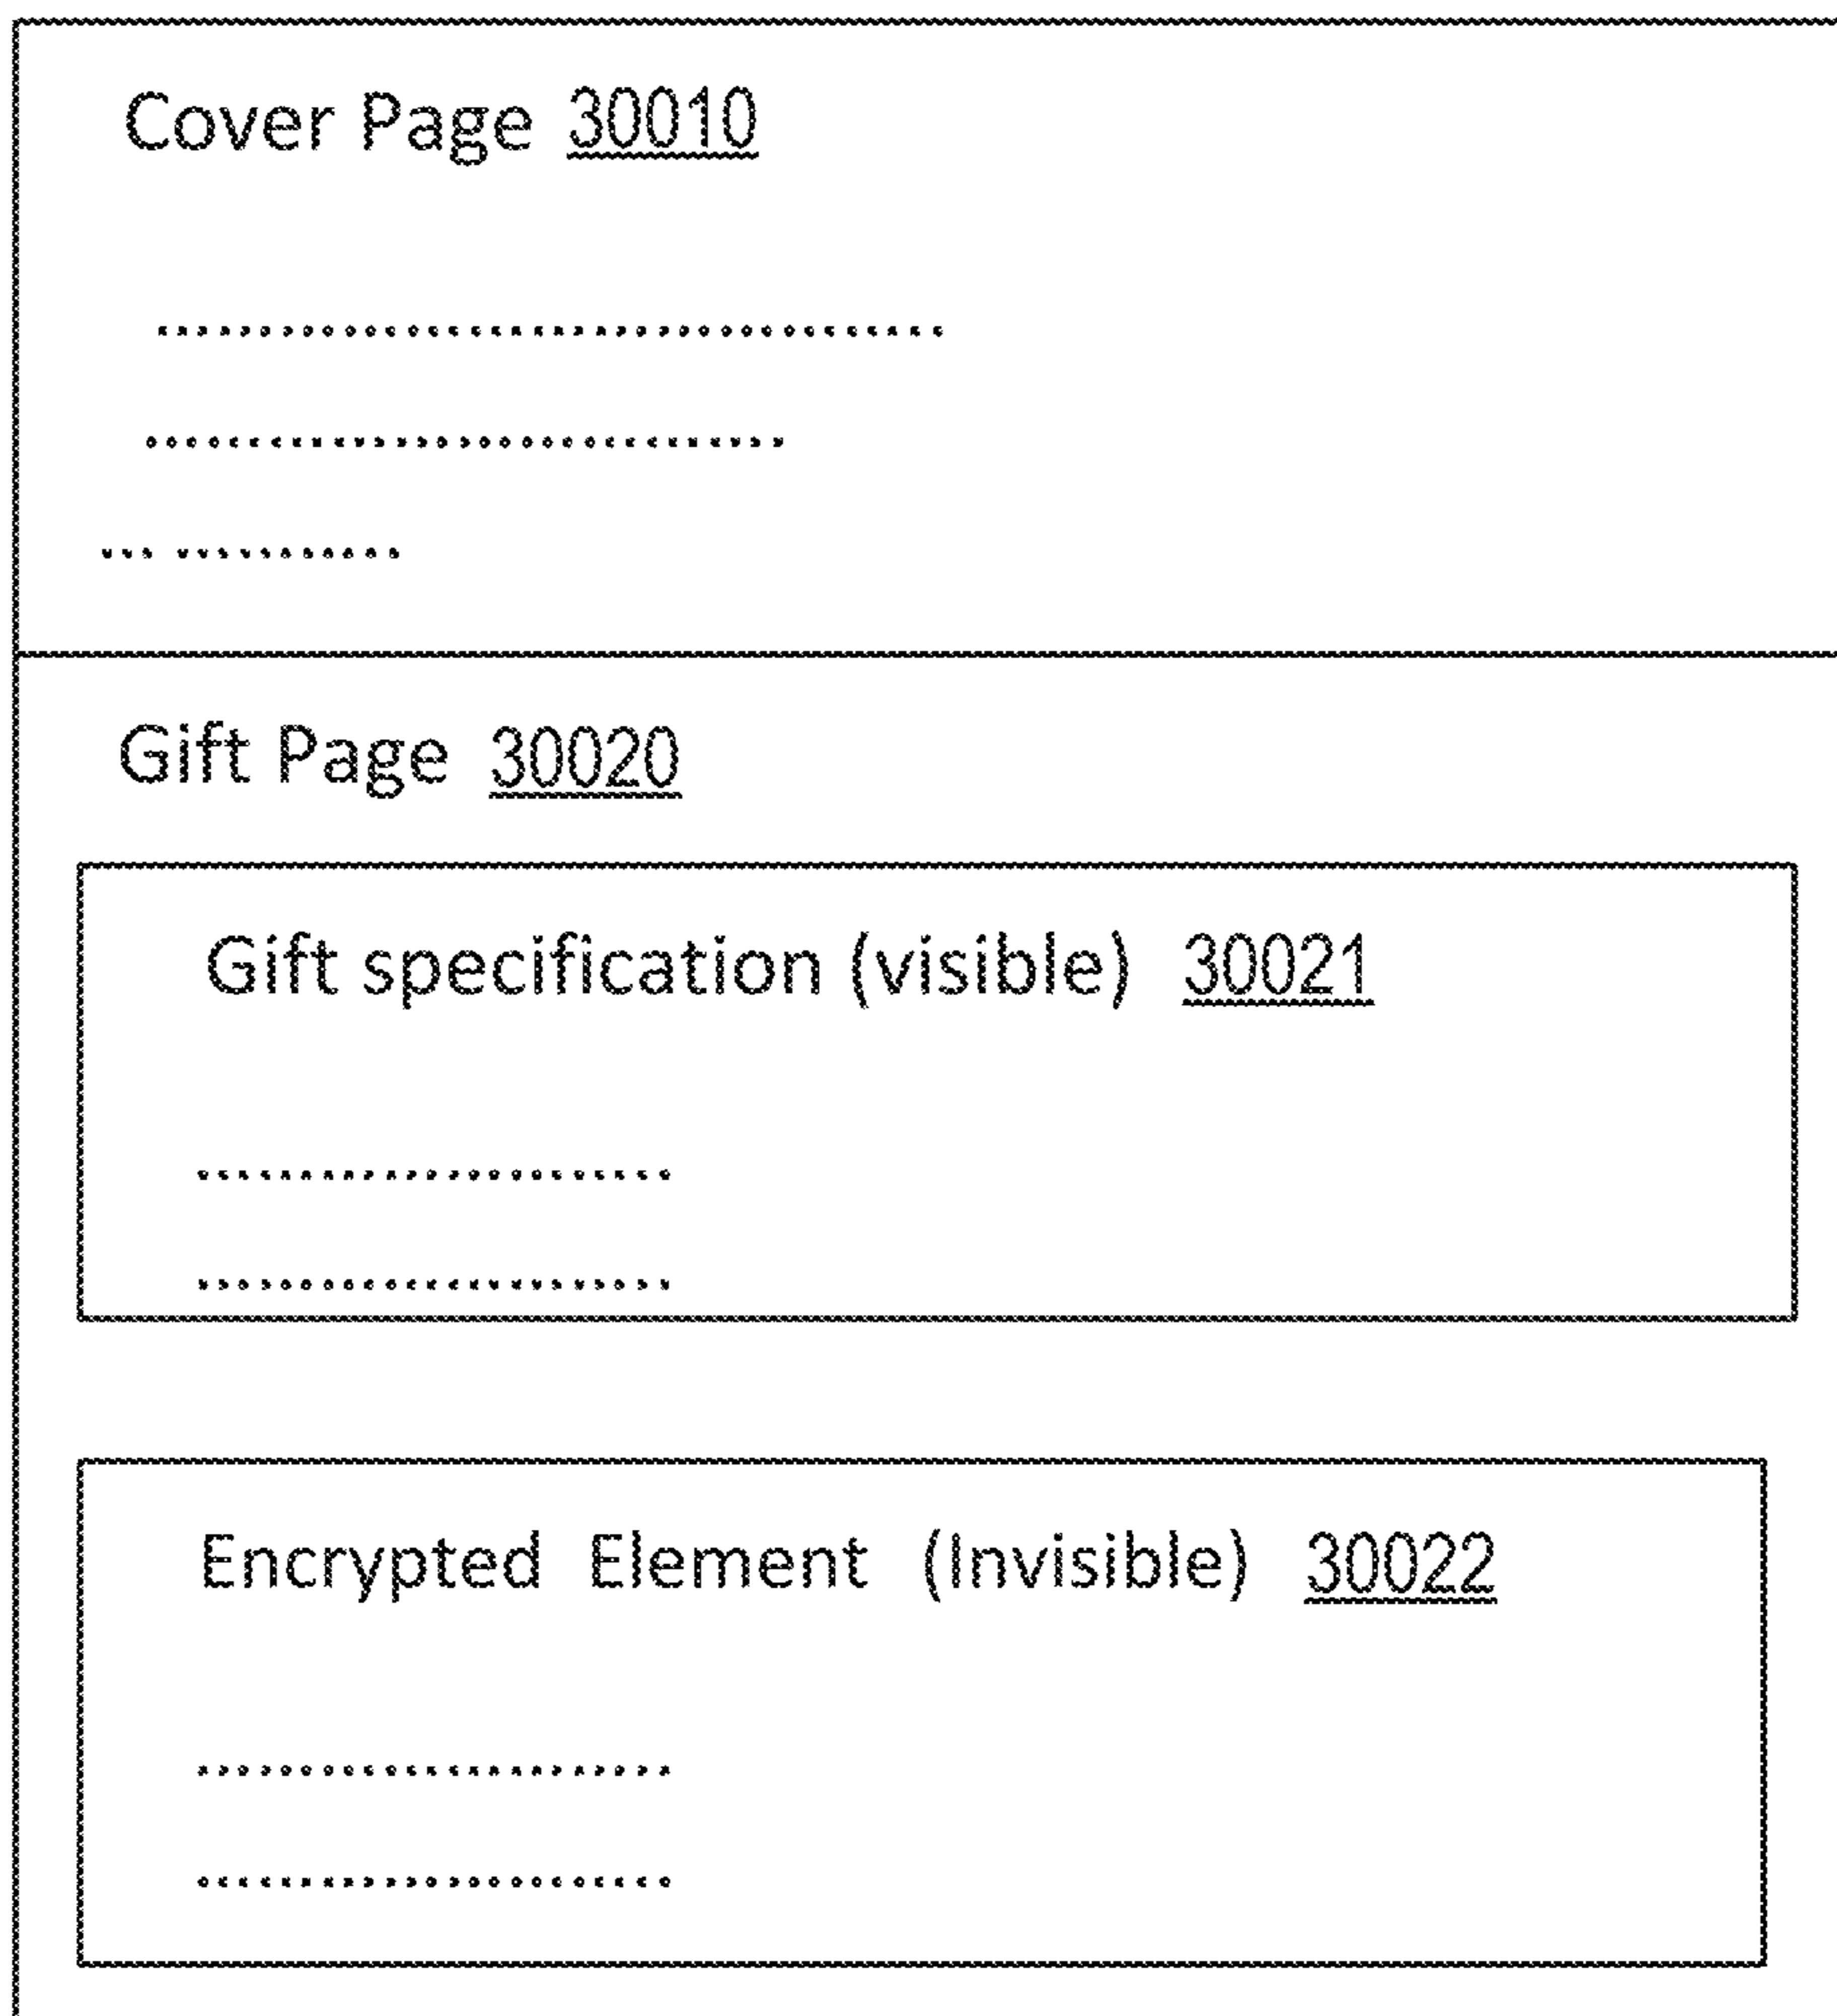 Cover Page 30010
......................................
...............................
... ...........
Gift Page 30020
Gift specification (visible) 30021
.......................
.......................
Encrypted Element (Invisible) 30022
.......................
.......................